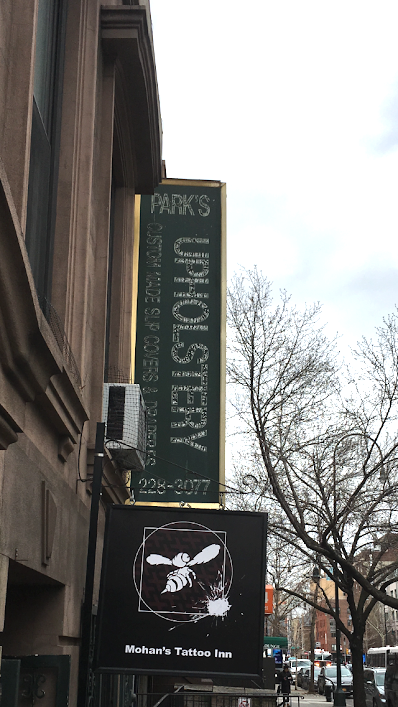 PARK'S
UPHOLSTERY
CUSTOM MADE SLIP COVERS & DRAPERIES
228-3077
Mohan's Tattoo Inn